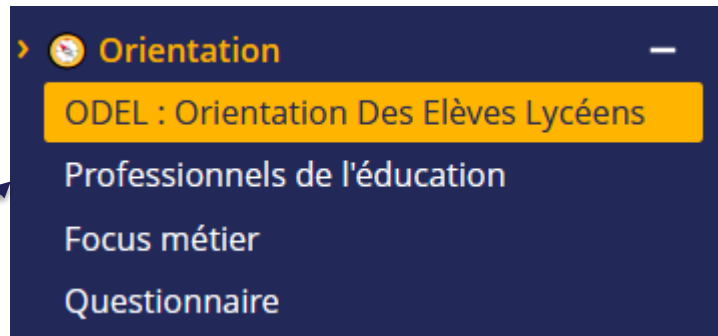 Orientation
ODEL : Orientation Des Elèves Lycéens
Professionnels de l'éducation
Focus métier
Questionnaire